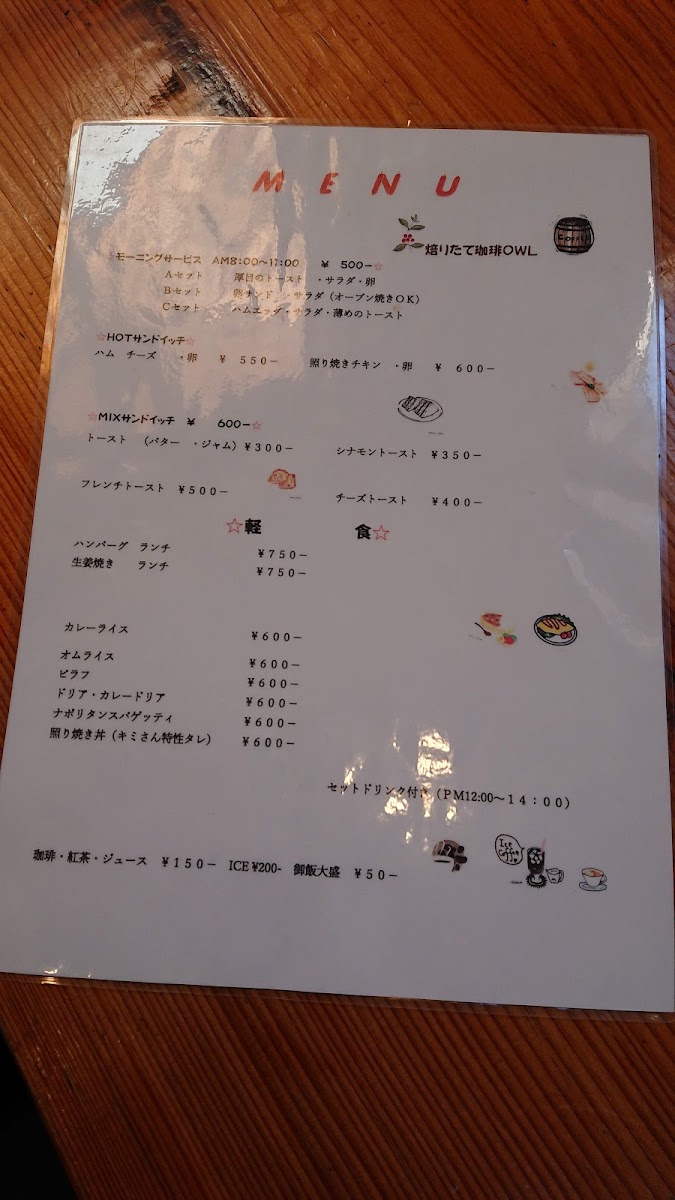 MENU
焙りたて珈琲OWL
☆モーニングサービス AM8:00~11:00 ¥ 500-☆
Aセット 厚目のトースト ・サラダ・卵
Bセット 卵サンド ・サラダ(オーブン焼きOK)
Cセット ハムエッグ・サラダ・薄めのトースト
☆HOTサンドイッチ☆
ハム チーズ ・卵 ¥ 550- 照り焼きチキン ・卵 ¥ 600-
☆MIXサンドイッチ ¥ 600-☆
トースト (バター ・ジャム)¥300- シナモントースト ¥350-
フレンチトースト ¥500- チーズトースト ¥400-
☆軽 食☆
ハンバーグ ランチ ¥750-
生姜焼き ランチ ¥750-
カレーライス ¥600-
オムライス ¥600-
ピラフ ¥600-
ドリア・カレードリア ¥600-
ナポリタンスパゲッティ ¥600-
照り焼き丼(キミさん特性タレ) ¥600-
セットドリンク付き(PM12:00~14:00)
Ice Coffee
珈琲・紅茶・ジュース ¥150- ICE ¥200- 御飯大盛 ¥50-